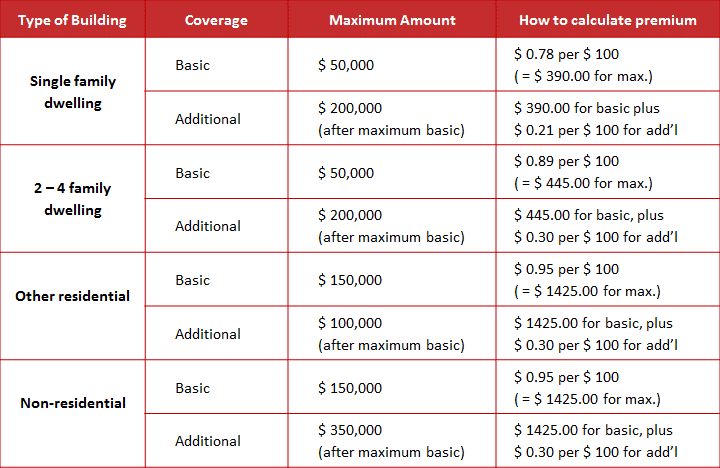 Type of Building Coverage Maximum Amount How to calculate premium
Single family
dwelling
Basic
$ 50,000
$ 0.78 per $ 100
( = $ 390.00 for max.)
Additional
$ 200,000
(after maximum basic)
$ 390.00 for basic plus
$ 0.21 per $ 100 for add’l
2 – 4 family
dwelling
Basic
$ 50,000
$ 0.89 per $ 100
( = $ 445.00 for max.)
Additional
$ 200,000
(after maximum basic)
$ 445.00 for basic, plus
$ 0.30 per $ 100 for add’l
Other residential
Basic
$ 150,000
$ 0.95 per $ 100
( = $ 1425.00 for max.)
Additional
$ 100,000
(after maximum basic)
$ 1425.00 for basic, plus
$ 0.30 per $ 100 for add’l
Non-residential
Basic
$ 150,000
$ 0.95 per $ 100
( = $ 1425.00 for max.)
Additional
$ 350,000
(after maximum basic)
$ 1425.00 for basic, plus
$ 0.30 per $ 100 for add’l